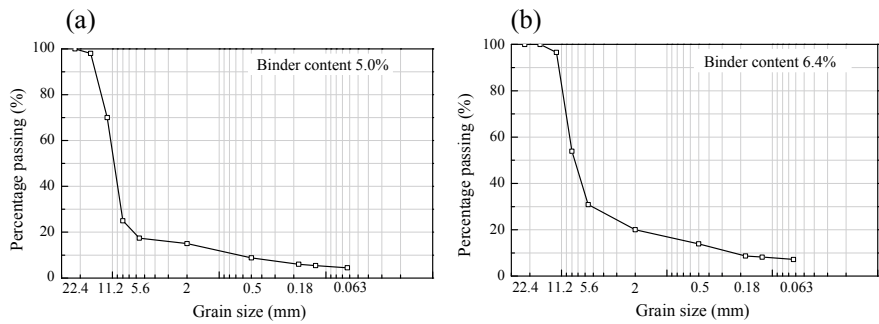 (a)
Binder content 5.0%
Percentage passing (%)
100
80
60
40
20
0
22.4 11.2 5.6 2 0.5 0.18 0.063
Grain size (mm)
(b)
Binder content 6.4%
Percentage passing (%)
100
80
60
40
20
0
22.4 11.2 5.6 2 0.5 0.18 0.063
Grain size (mm)